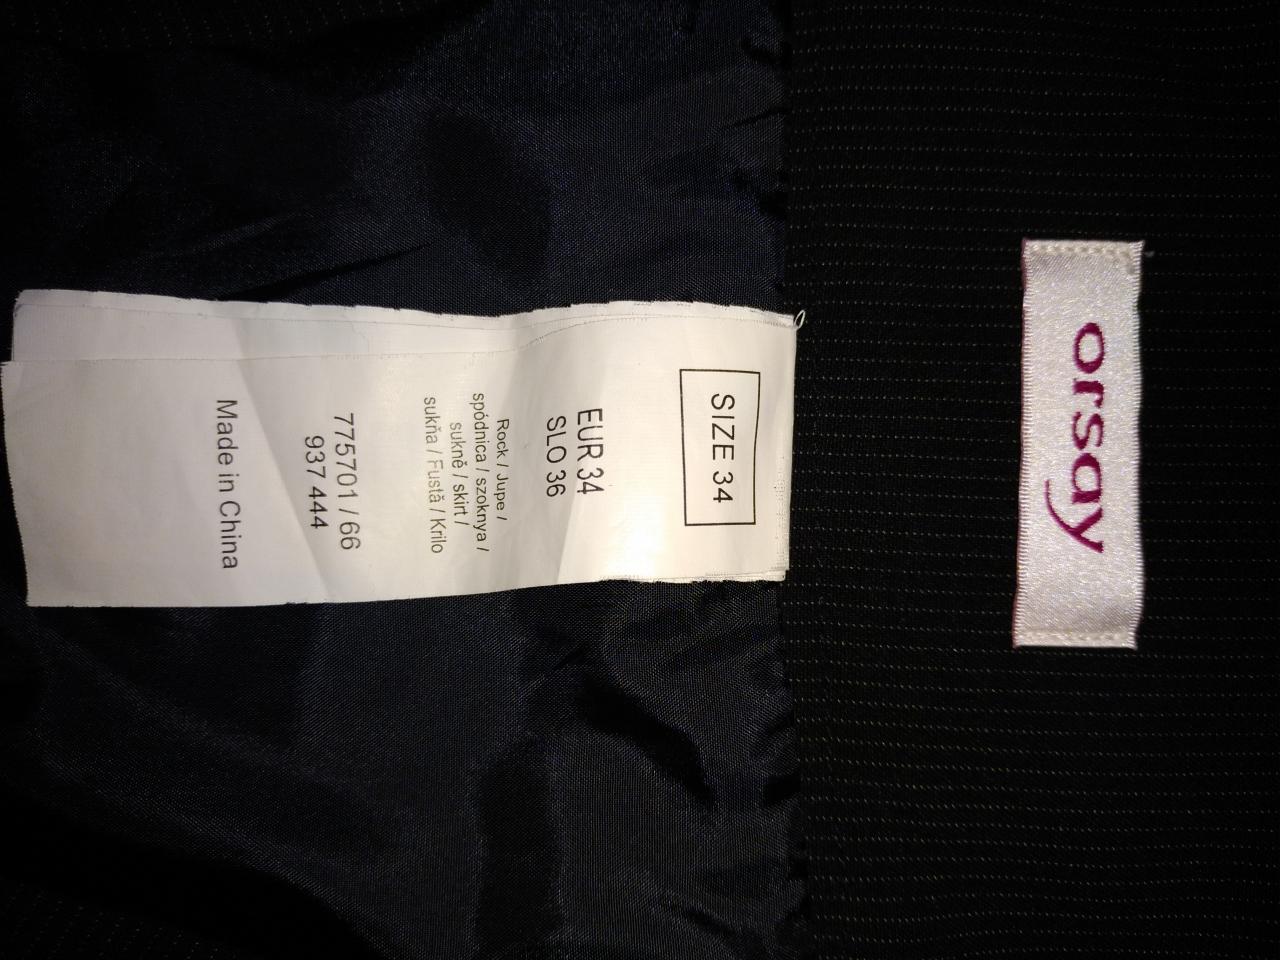 orsay
SIZE 34
EUR 34
SLO 36
Rock / Jupe /
spódnica / szoknya /
sukně / skirt /
sukňa / Fustă / Krilo
775701 / 66
937 444
Made in China